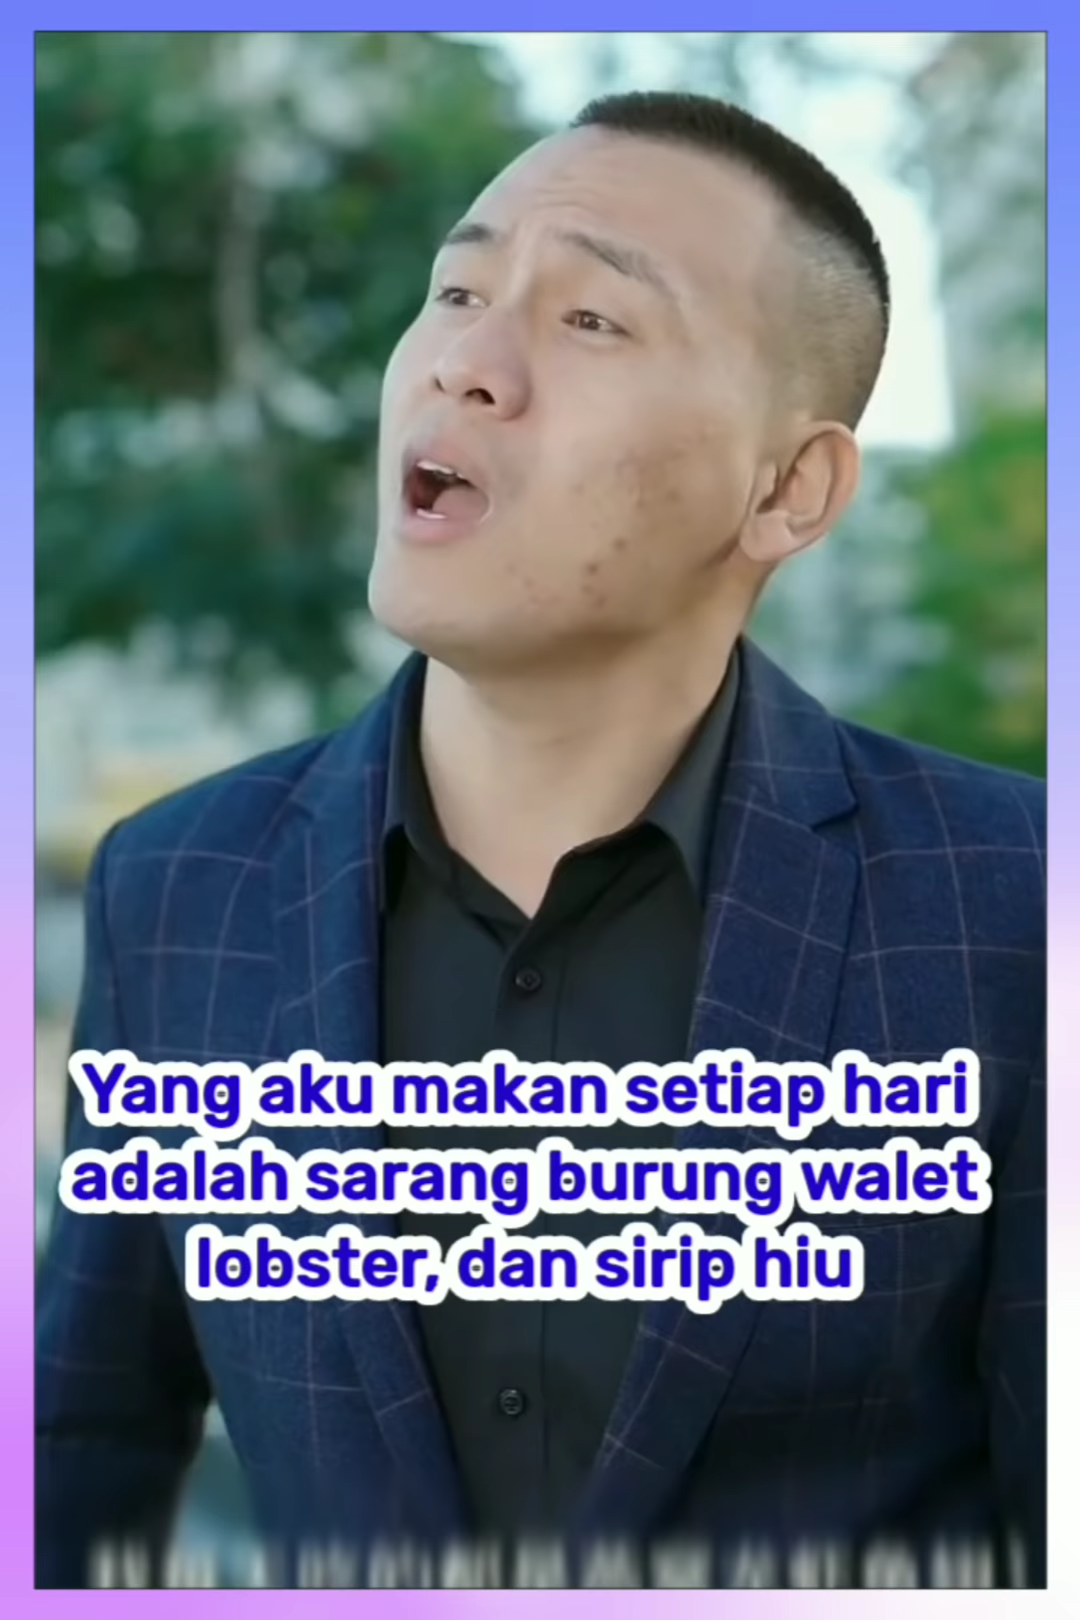 Yang aku makan setiap hari
adalah sarang burung walet
lobster, dan sirip hiu